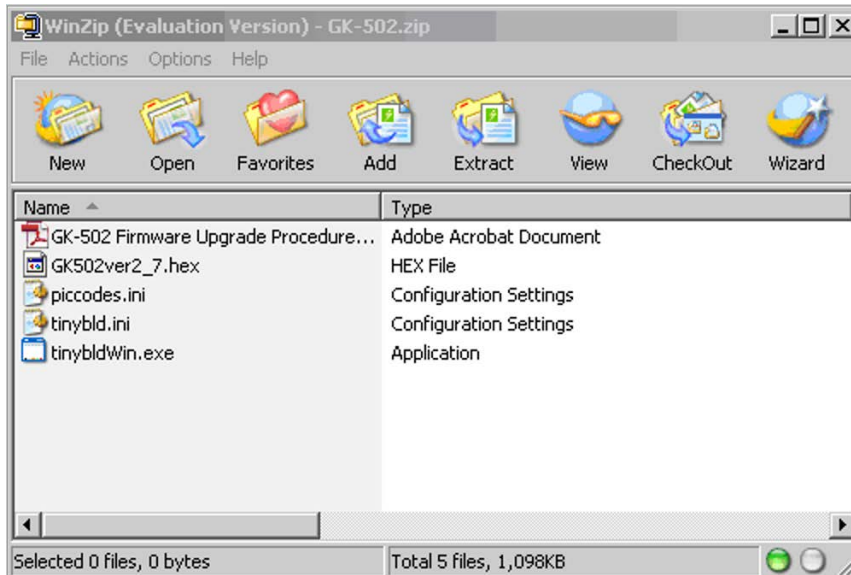 WinZip (Evaluation Version) - GK-502.zip
File Actions Options Help
New Open Favorites Add Extract View CheckOut Wizard
Name Type
GK-502 Firmware Upgrade Procedure... Adobe Acrobat Document
GK502ver2_7.hex HEX File
piccodes.ini Configuration Settings
tinybld.ini Configuration Settings
tinybldWin.exe Application
Selected 0 files, 0 bytes Total 5 files, 1,098KB